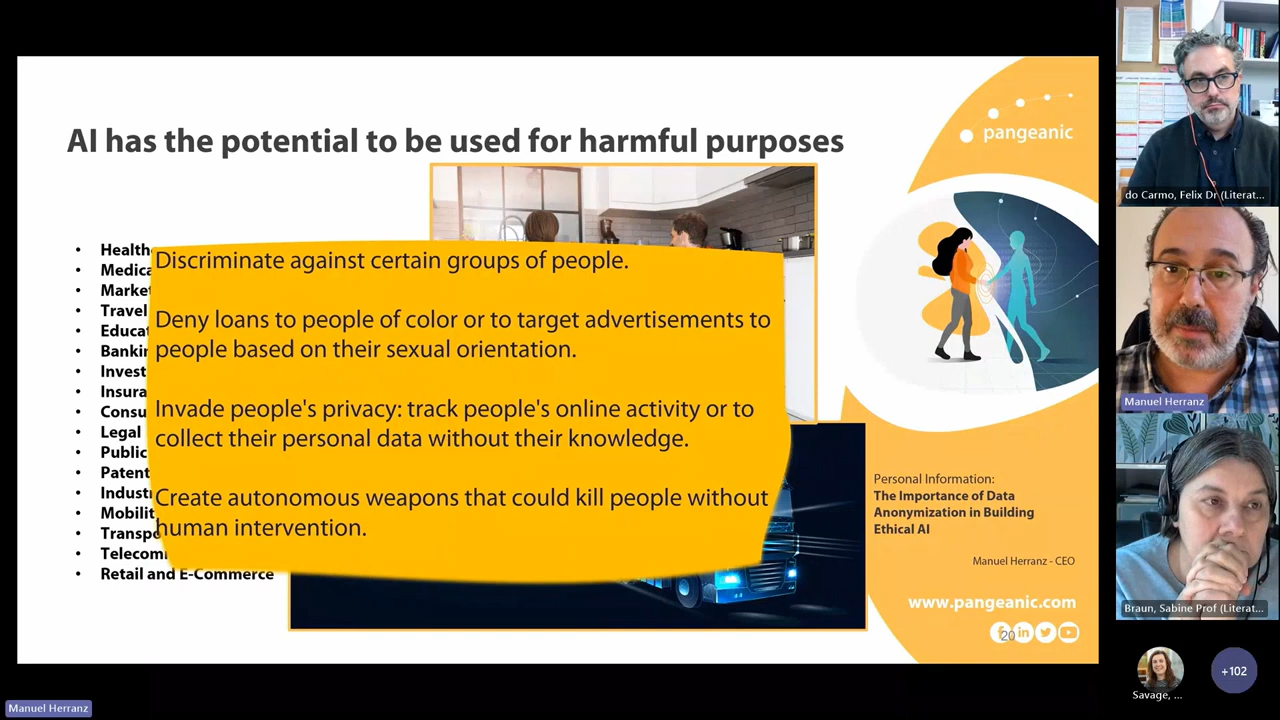 AI has the potential to be used for harmful purposes
pangeanic
• Health
• Medica
• Market
• Travel
• Educat
• Bankin
• Invest
• Insura
• Consu
• Legal
• Public
• Patent
• Industr
• Mobilit
• Transpo
• Telecom
• Retail and E-Commerce
Discriminate against certain groups of people.
Deny loans to people of color or to target advertisements to
people based on their sexual orientation.
Invade people's privacy: track people's online activity or to
collect their personal data without their knowledge.
Create autonomous weapons that could kill people without
human intervention.
Personal Information:
The Importance of Data
Anonymization in Building
Ethical AI
Manuel Herranz - CEO
www.pangeanic.com
20
do Carmo, Felix Dr (Literat...
Manuel Herranz
Braun, Sabine Prof (Literat...
Savage, ...
+102
Manuel Herranz